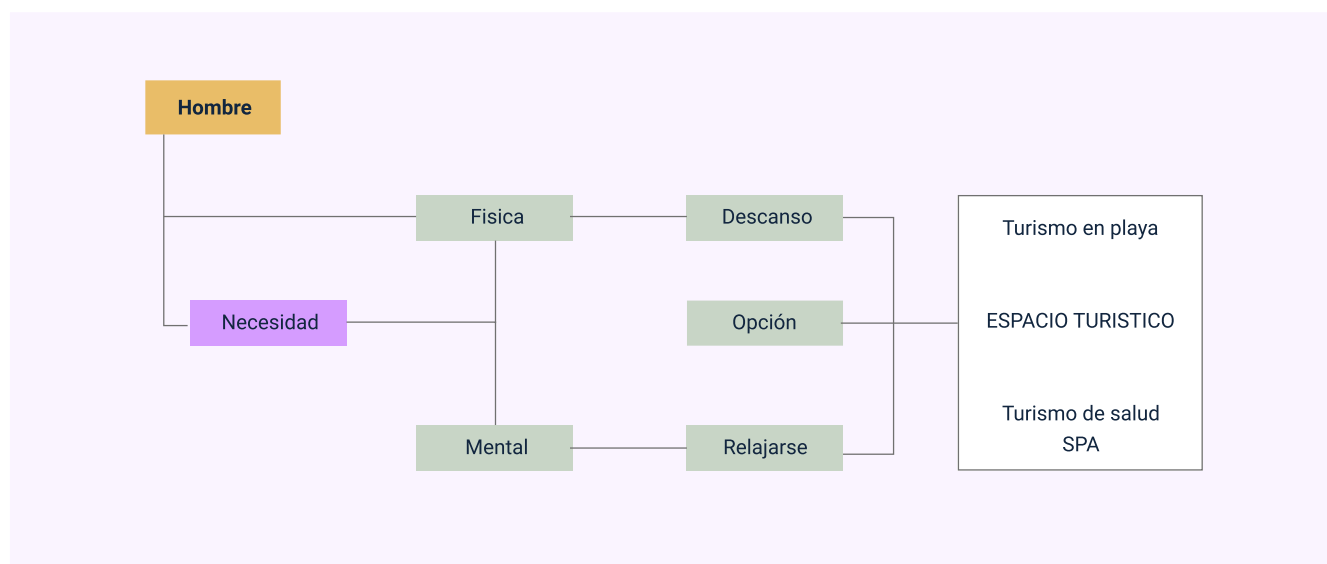 Hombre
Fisica
Descanso
Turismo en playa
Necesidad
Opción
ESPACIO TURISTICO
Mental
Relajarse
Turismo de salud
SPA